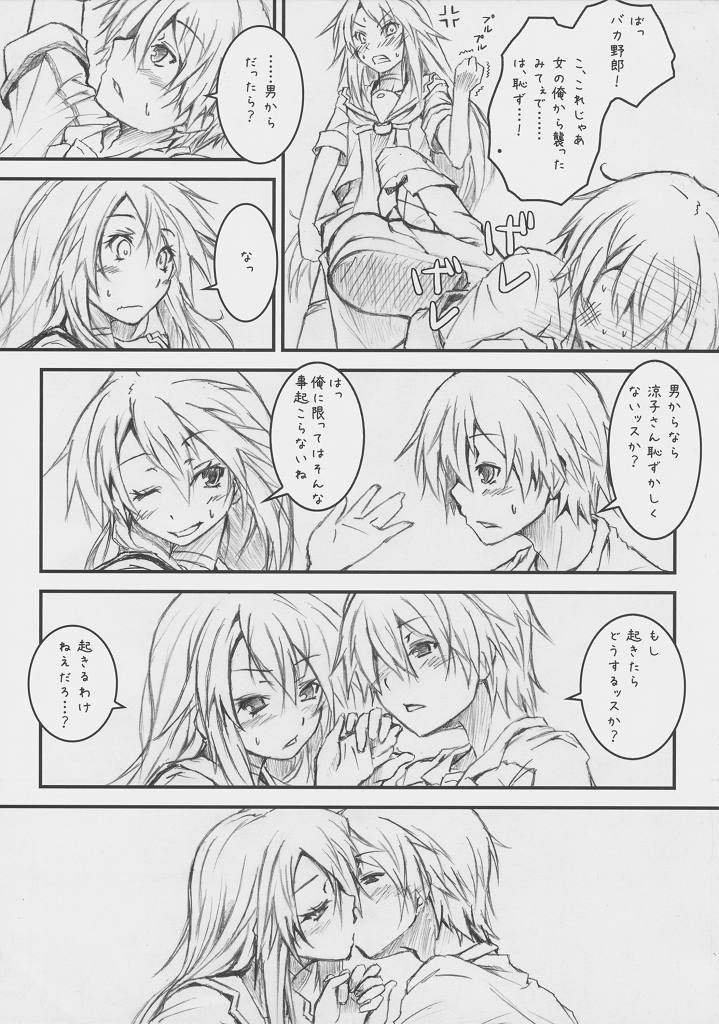 ばっ
バカ野郎!
こ、これじゃあ
女の俺から襲った
みてぇで………
は、恥ず…!
プル
プル
げし
げし
……男から
だったら?
なっ
男からなら
涼子さん恥ずかしく
ないッスか?
はっ
俺に限ってはそんな
事起こらないね
もし
起きたら
どうするッスか?
起きるわけ
ねえだろ…?